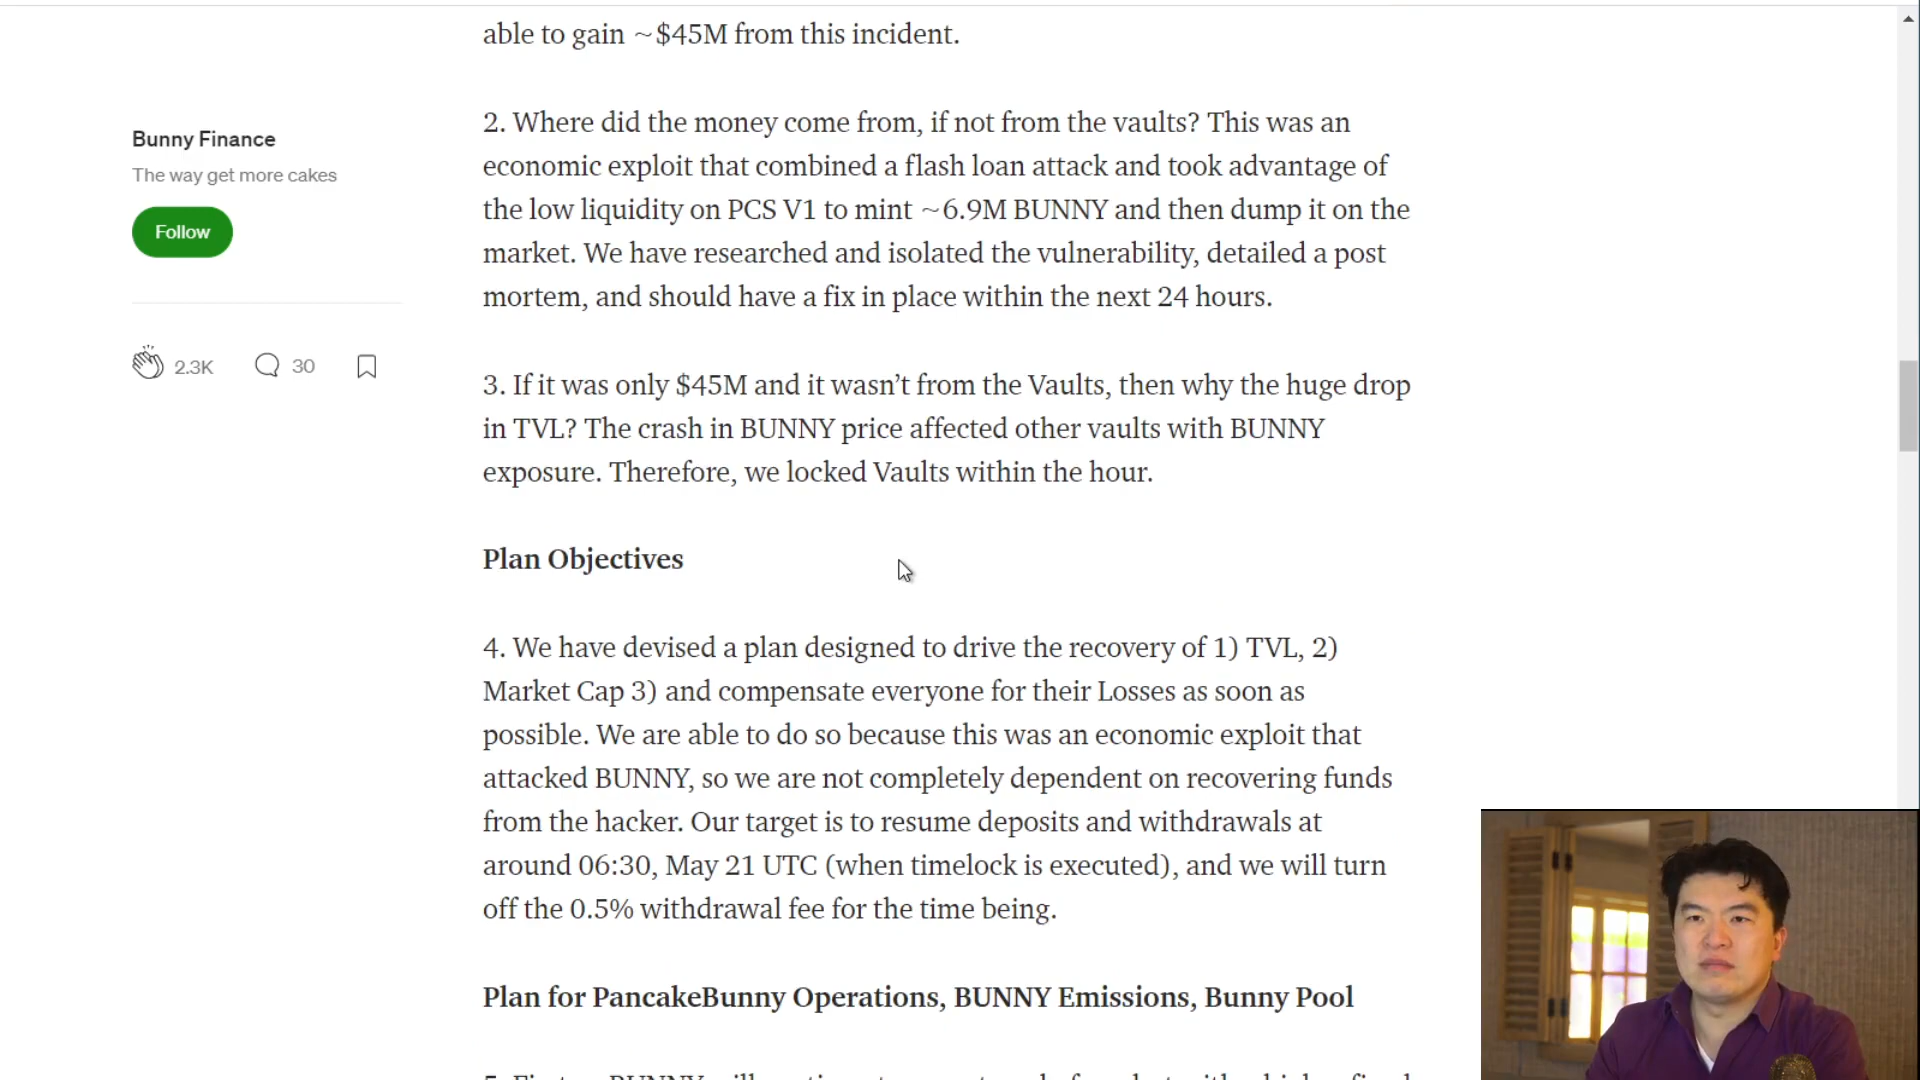 able to gain ~$45M from this incident.
Bunny Finance
The way get more cakes
Follow
2.3K
30
2. Where did the money come from, if not from the vaults? This was an
economic exploit that combined a flash loan attack and took advantage of
the low liquidity on PCS V1 to mint ~6.9M BUNNY and then dump it on the
market. We have researched and isolated the vulnerability, detailed a post
mortem, and should have a fix in place within the next 24 hours.
3. If it was only $45M and it wasn’t from the Vaults, then why the huge drop
in TVL? The crash in BUNNY price affected other vaults with BUNNY
exposure. Therefore, we locked Vaults within the hour.
Plan Objectives
4. We have devised a plan designed to drive the recovery of 1) TVL, 2)
Market Cap 3) and compensate everyone for their Losses as soon as
possible. We are able to do so because this was an economic exploit that
attacked BUNNY, so we are not completely dependent on recovering funds
from the hacker. Our target is to resume deposits and withdrawals at
around 06:30, May 21 UTC (when timelock is executed), and we will turn
off the 0.5% withdrawal fee for the time being.
Plan for PancakeBunny Operations, BUNNY Emissions, Bunny Pool